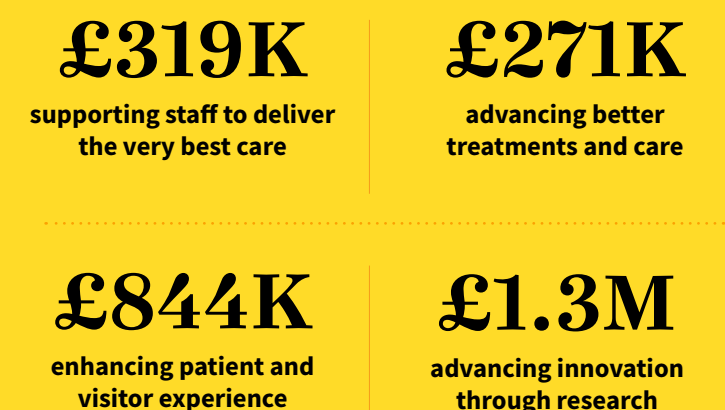 £319K
supporting staff to deliver
the very best care
£271K
advancing better
treatments and care
£844K
enhancing patient and
visitor experience
£1.3M
advancing innovation
through research